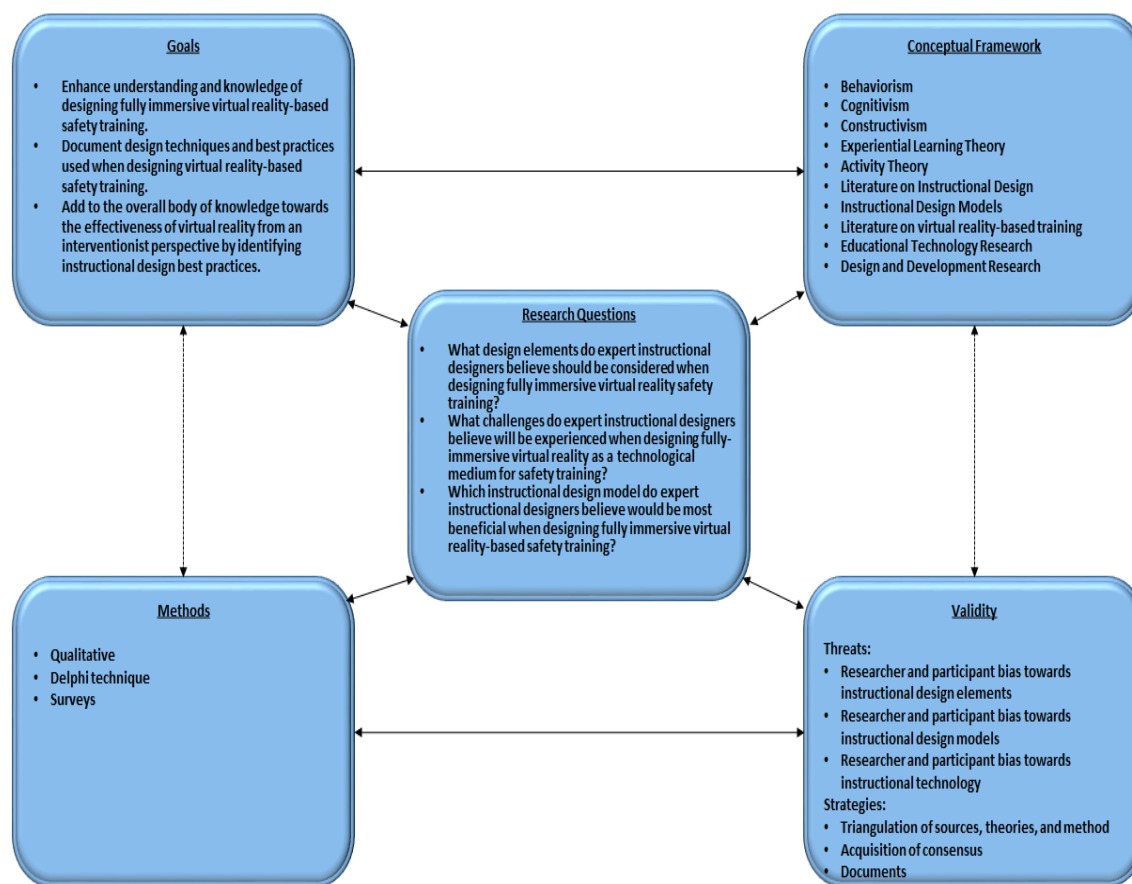 Goals
• Enhance understanding and knowledge of
designing fully immersive virtual reality-based
safety training.
• Document design techniques and best practices
used when designing virtual reality-based
safety training.
• Add to the overall body of knowledge towards
the effectiveness of virtual reality from an
interventionist perspective by identifying
instructional design best practices.
Conceptual Framework
• Behaviorism
• Cognitivism
• Constructivism
• Experiential Learning Theory
• Activity Theory
• Literature on Instructional Design
• Instructional Design Models
• Literature on virtual reality-based training
• Educational Technology Research
• Design and Development Research
Research Questions
• What design elements do expert instructional
designers believe should be considered when
designing fully immersive virtual reality safety
training?
• What challenges do expert instructional designers
believe will be experienced when designing fully-
immersive virtual reality as a technological
medium for safety training?
• Which instructional design model do expert
instructional designers believe would be most
beneficial when designing fully immersive virtual
reality-based safety training?
Methods
• Qualitative
• Delphi technique
• Surveys
Validity
Threats:
• Researcher and participant bias towards
instructional design elements
• Researcher and participant bias towards
instructional design models
• Researcher and participant bias towards
instructional technology
Strategies:
• Triangulation of sources, theories, and method
• Acquisition of consensus
• Documents